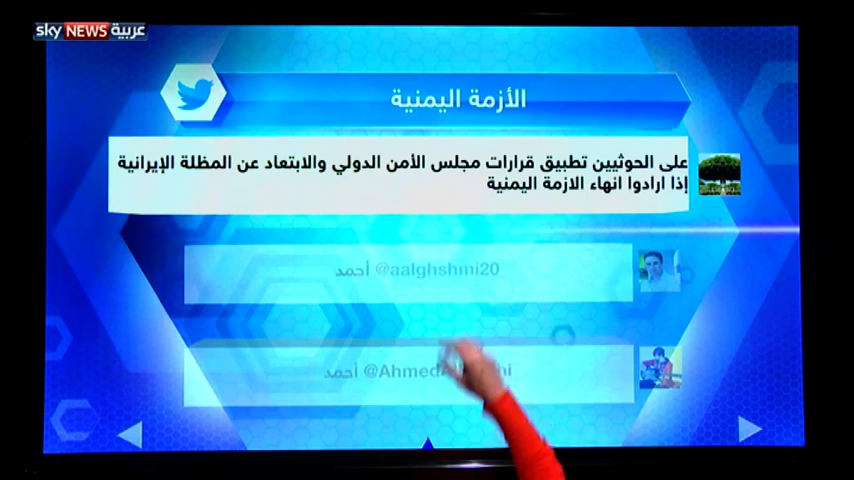 sky NEWS عربية
الأزمة اليمنية
على الحوثيين تطبيق قرارات مجلس الأمن الدولي والابتعاد عن المظلة الإيرانية
إذا ارادوا انهاء الازمة اليمنية
أحمد @aalghshmi20
أحمد